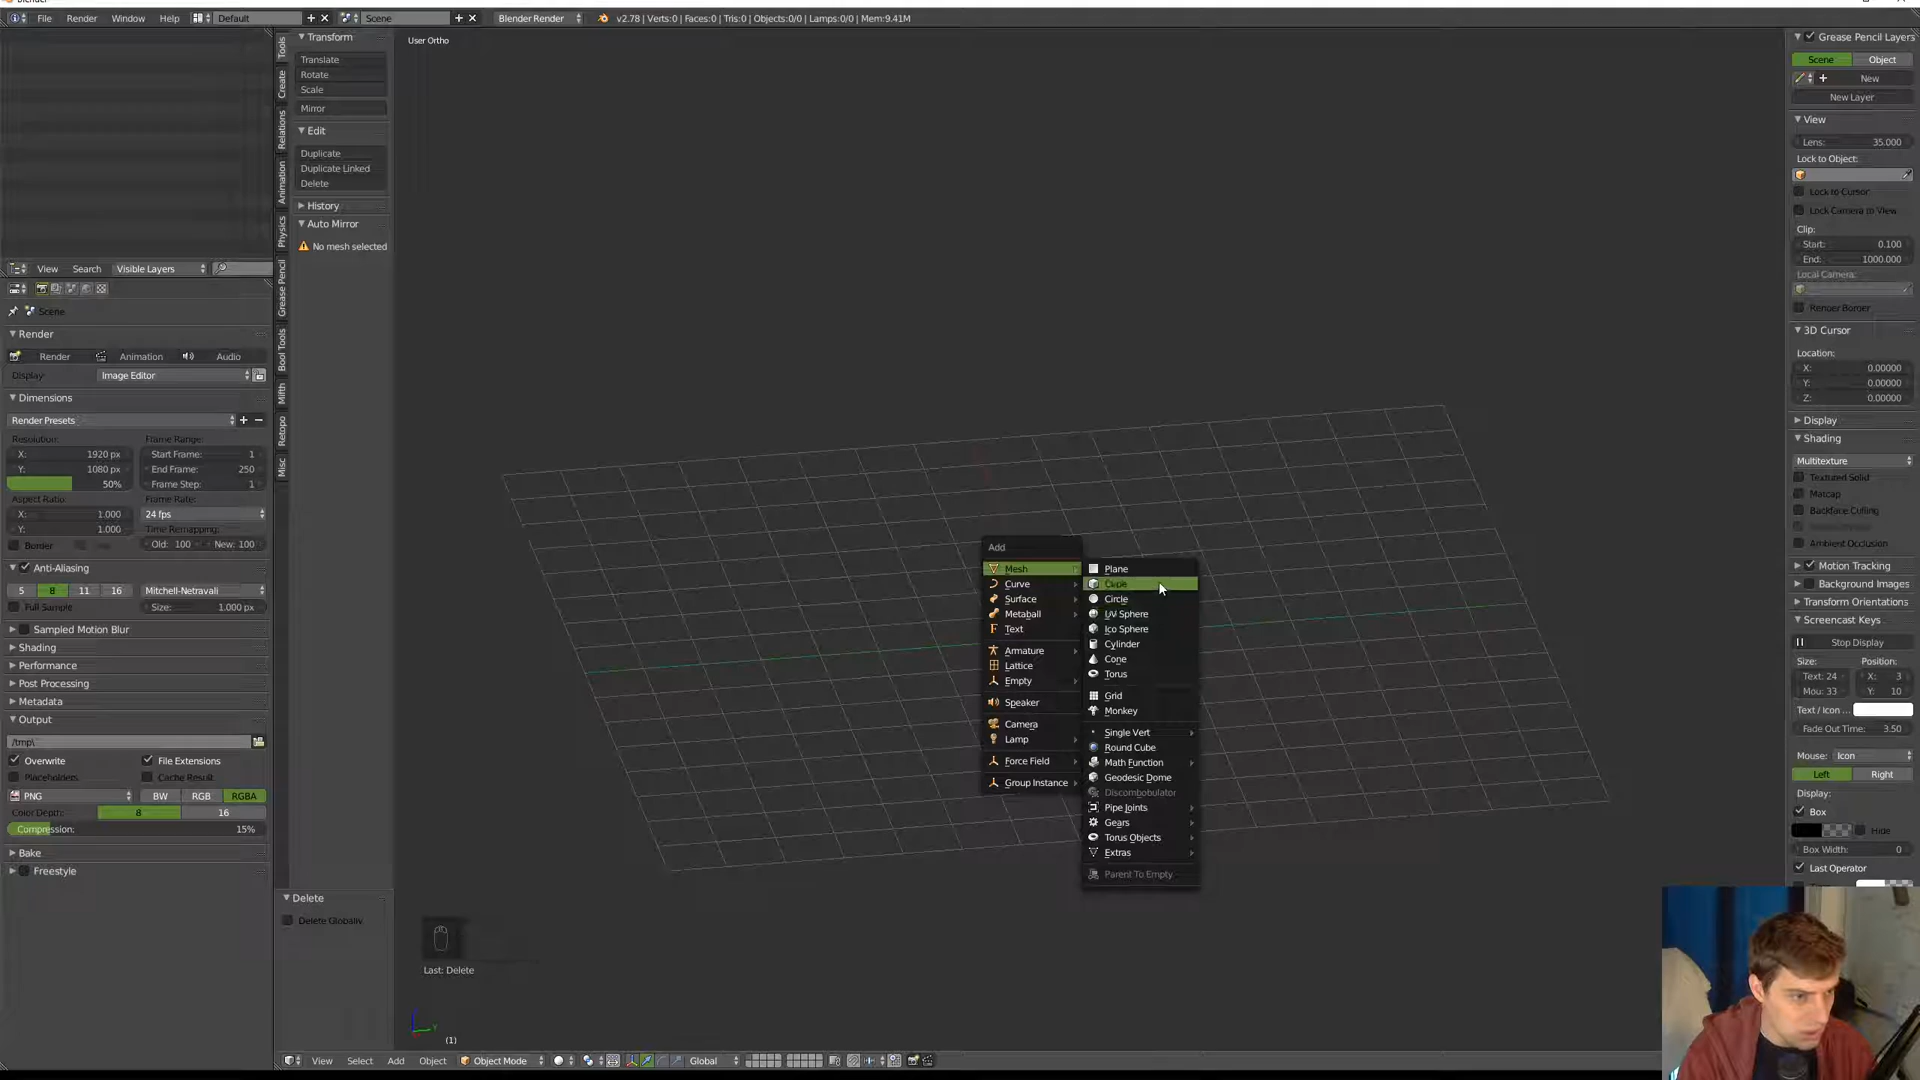 Blender
File Render Window Help Default Scene Blender Render v2.78 | Verts:0 | Faces:0 | Tris:0 | Objects:0/0 | Lamps:0/0 | Mem:9.41M
View Search Visible Layers
Scene
Render
Render Animation Audio
Display: Image Editor
Dimensions
Render Presets
Resolution: Frame Range:
X: 1920 px Start Frame: 1
Y: 1080 px End Frame: 250
50% Frame Step: 1
Aspect Ratio: Frame Rate:
X: 1.000 24 fps
Y: 1.000 Time Remapping:
Border Old: 100 New: 100
Anti-Aliasing
5 8 11 16 Mitchell-Netravali
Full Sample Size: 1.000 px
Sampled Motion Blur
Shading
Performance
Post Processing
Metadata
Output
/tmp\
Overwrite File Extensions
Placeholders Cache Result
PNG BW RGB RGBA
Color Depth: 8 16
Compression: 15%
Bake
Freestyle
Tools
Create
Relations
Animation
Physics
Grease Pencil
Bool Tools
Mifth
Retopo
Misc
Transform
Translate
Rotate
Scale
Mirror
Edit
Duplicate
Duplicate Linked
Delete
History
Auto Mirror
No mesh selected
Delete
Delete Globally
User Ortho
Add
Mesh
Curve
Surface
Metaball
Text
Armature
Lattice
Empty
Speaker
Camera
Lamp
Force Field
Group Instance
Plane
Cube
Circle
UV Sphere
Ico Sphere
Cylinder
Cone
Torus
Grid
Monkey
Single Vert
Round Cube
Math Function
Geodesic Dome
Discombobulator
Pipe Joints
Gears
Torus Objects
Extras
Parent To Empty
Last: Delete
Y
(1)
View Select Add Object Object Mode Global
Grease Pencil Layers
Scene Object
New
New Layer
View
Lens: 35.000
Lock to Object:
Lock to Cursor
Lock Camera to View
Clip:
Start: 0.100
End: 1000.000
Local Camera:
Render Border
3D Cursor
Location:
X: 0.00000
Y: 0.00000
Z: 0.00000
Display
Shading
Multitexture
Textured Solid
Matcap
Backface Culling
Ambient Occlusion
Motion Tracking
Background Images
Transform Orientations
Screencast Keys
Stop Display
Size: Position:
Text: 24 X: 3
Mou: 33 Y: 10
Text / Icon ...
Fade Out Time: 3.50
Mouse: Icon
Left Right
Display:
Box
Hide
Box Width: 0
Last Operator